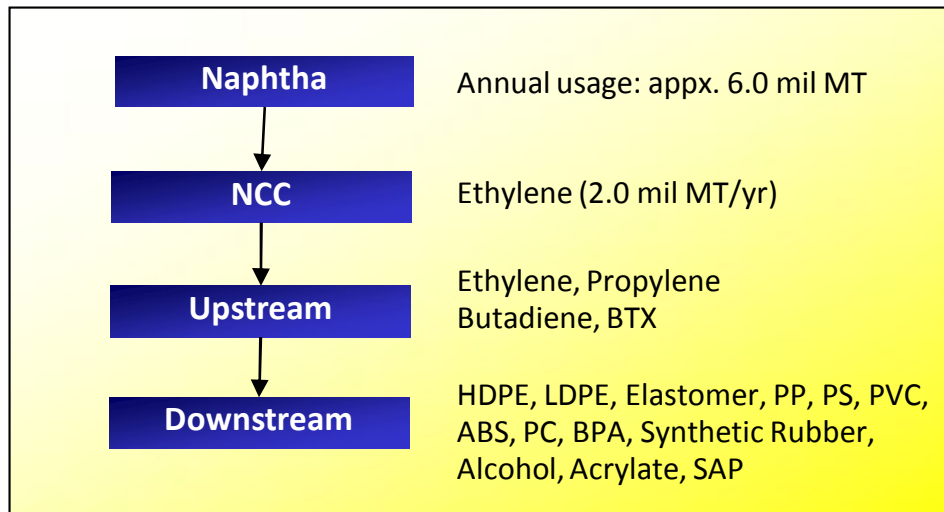 Naphtha
Annual usage: appx. 6.0 mil MT
NCC
Ethylene (2.0 mil MT/yr)
Upstream
Ethylene, Propylene
Butadiene, BTX
Downstream
HDPE, LDPE, Elastomer, PP, PS, PVC,
ABS, PC, BPA, Synthetic Rubber,
Alcohol, Acrylate, SAP